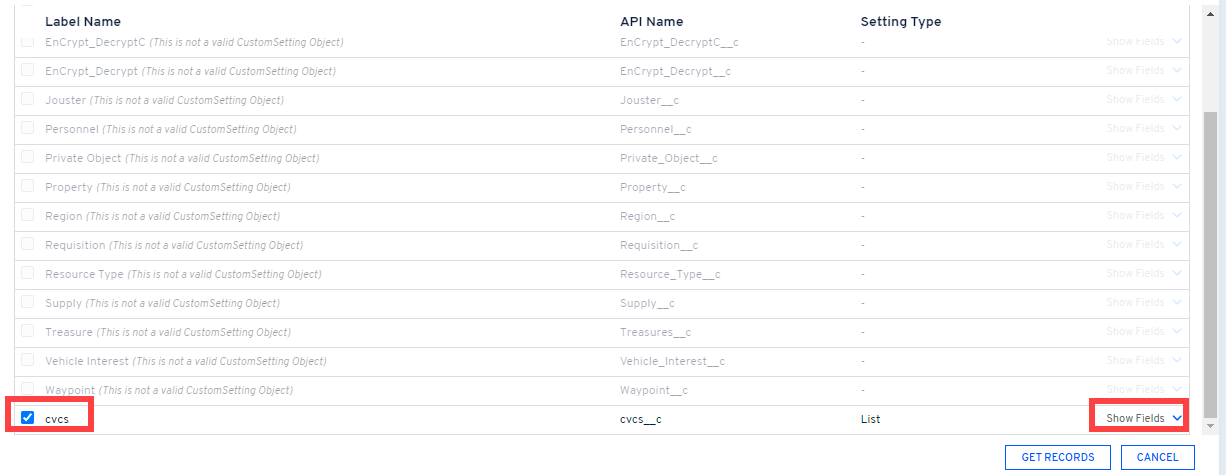 Label Name API Name Setting Type
EnCrypt_DecryptC (This is not a valid CustomSetting Object) EnCrypt_DecryptC__c - Show Fields
EnCrypt_Decrypt (This is not a valid CustomSetting Object) EnCrypt_Decrypt__c - Show Fields
Jouster (This is not a valid CustomSetting Object) Jouster__c - Show Fields
Personnel (This is not a valid CustomSetting Object) Personnel__c - Show Fields
Private Object (This is not a valid CustomSetting Object) Private_Object__c - Show Fields
Property (This is not a valid CustomSetting Object) Property__c - Show Fields
Region (This is not a valid CustomSetting Object) Region__c - Show Fields
Requisition (This is not a valid CustomSetting Object) Requisition__c - Show Fields
Resource Type (This is not a valid CustomSetting Object) Resource_Type__c - Show Fields
Supply (This is not a valid CustomSetting Object) Supply__c - Show Fields
Treasure (This is not a valid CustomSetting Object) Treasures__c - Show Fields
Vehicle Interest (This is not a valid CustomSetting Object) Vehicle_Interest__c - Show Fields
Waypoint (This is not a valid CustomSetting Object) Waypoint__c - Show Fields
cvcs cvcs__c List Show Fields
GET RECORDS CANCEL